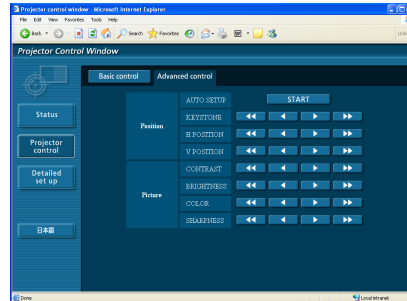 Projector control window - Microsoft Internet Explorer
File Edit View Favorites Tools Help
Back Search Favorites
Projector Control Window
Basic control Advanced control
Status
Projector
control
Detailed
set up
日本語
Position
AUTO SETUP START
KEYSTONE
H POSITION
V POSITION
Picture
CONTRAST
BRIGHTNESS
COLOR
SHARPNESS
Done Local intranet